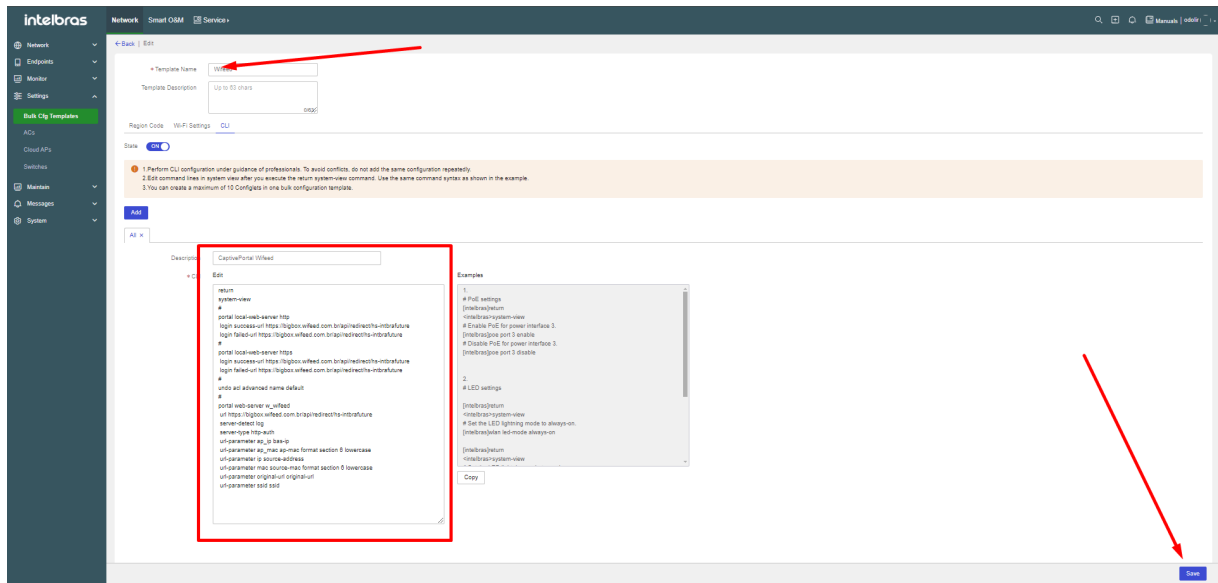 intelbras
Network Smart O&M Service
Manuals
Network
Endpoints
Monitor
Settings
Bulk Cfg Templates
ACs
Cloud APs
Switches
Maintain
Messages
System
Back | Edit
* Template Name
Template Description Up to 53 chars
Region Code Wi-Fi Settings CLI
State ON
1.Perform CLI configuration under guidance of professionals. To avoid conflicts, do not add the same configuration repeatedly.
2.Edit command lines in system view after you execute the return system-view command. Use the same command syntax as shown in the example.
3.You can create a maximum of 10 Configlets in one bulk configuration template.
Add
All ×
CaptivePortal Wifeed
Edit
return
system-view
#
portal local-web-server http
login success-url https://bigbox.wifeed.com.br/api/redirect/hs-intbrafuture
login failed-url https://bigbox.wifeed.com.br/api/redirect/hs-intbrafuture
#
portal local-web-server https
login success-url https://bigbox.wifeed.com.br/api/redirect/hs-intbrafuture
login failed-url https://bigbox.wifeed.com.br/api/redirect/hs-intbrafuture
#
undo acl advanced name default
#
portal web-server w_wifeed
url https://bigbox.wifeed.com.br/api/redirect/hs-intbrafuture
server-detect log
server-type http-auth
url-parameter ap_ip bas-ip
url-parameter ap_mac ap-mac format section 6 lowercase
url-parameter ip source-address
url-parameter mac source-mac format section 6 lowercase
url-parameter original-url original-url
url-parameter ssid ssid
Examples
1.
# PoE settings
[intelbras]return
<intelbras>system-view
# Enable PoE for power interface 3.
[intelbras]poe port 3 enable
# Disable PoE for power interface 3.
[intelbras]poe port 3 disable
2.
# LED settings
[intelbras]return
<intelbras>system-view
# Set the LED lightning mode to always-on.
[intelbras]wlan led-mode always-on
[intelbras]return
<intelbras>system-view
Copy
Save